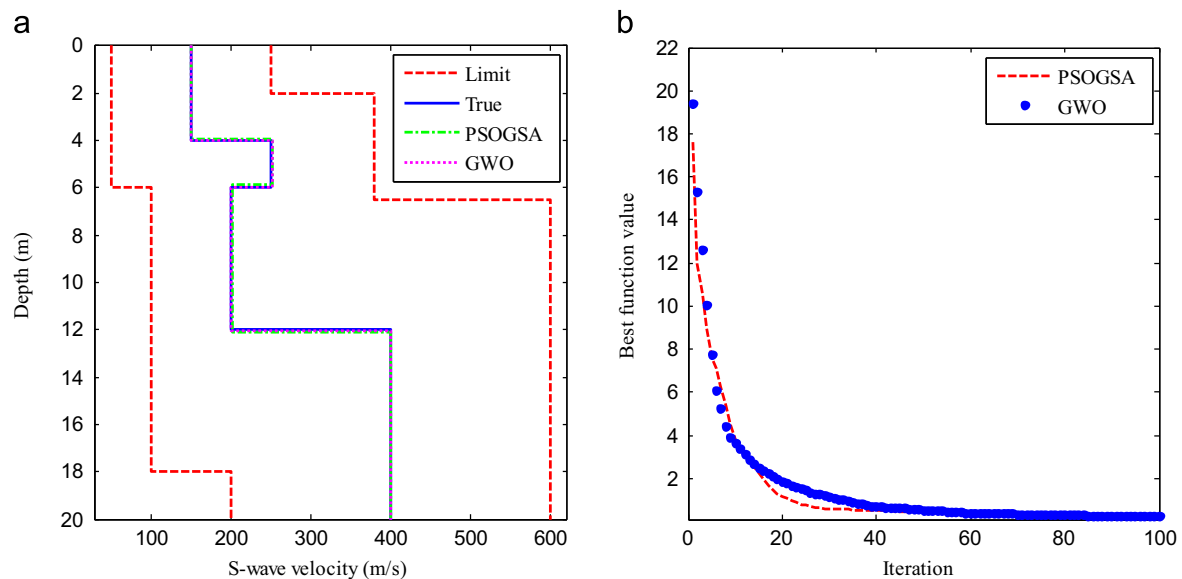 a
0
2
4
6
8
10
12
14
16
18
20
Depth (m)
100
200
300
400
500
600
S-wave velocity (m/s)
Limit
True
PSOGSA
GWO
b
22
20
18
16
14
12
10
8
6
4
2
Best function value
0
20
40
60
80
100
Iteration
PSOGSA
GWO